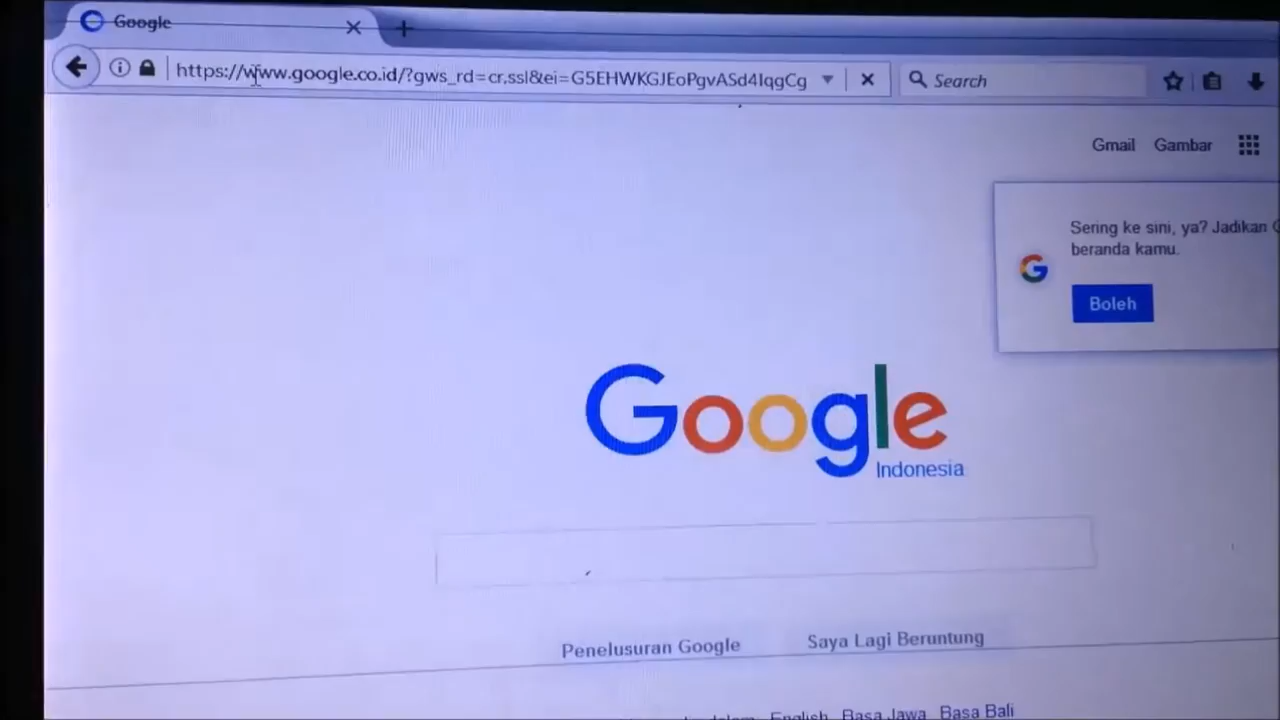 Google
https://www.google.co.id/?gws_rd=cr,ssl&ei=G5EHWKGJEoPgvASd4IqgCg
Search
Gmail Gambar
Sering ke sini, ya? Jadikan
beranda kamu.
Boleh
Google
Indonesia
Penelusuran Google Saya Lagi Beruntung
English Basa Jawa Basa Bali